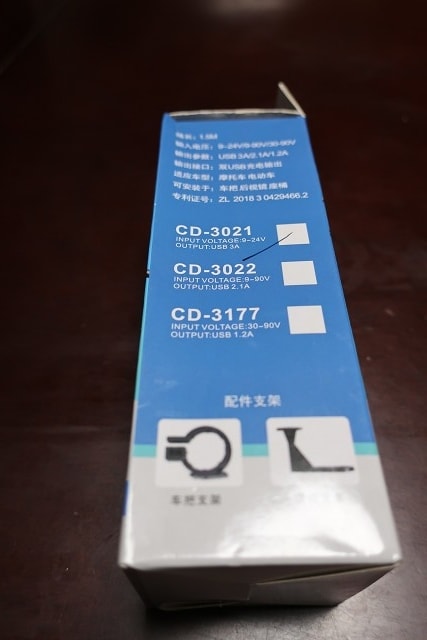 线长：1.5M
输入电压：9-24V/9-90V/30-90V
输出参数：USB 3A/2.1A/1.2A
输出接口：双USB充电输出
适应车型：摩托车 电动车
可安装于：车把 后视镜 座桶
专利证号：ZL 2018 3 0429466.2
CD-3021
INPUT VOLTAGE:9-24V
OUTPUT:USB 3A
CD-3022
INPUT VOLTAGE:9-90V
OUTPUT:USB 2.1A
CD-3177
INPUT VOLTAGE:30-90V
OUTPUT:USB 1.2A
配件支架
车把支架